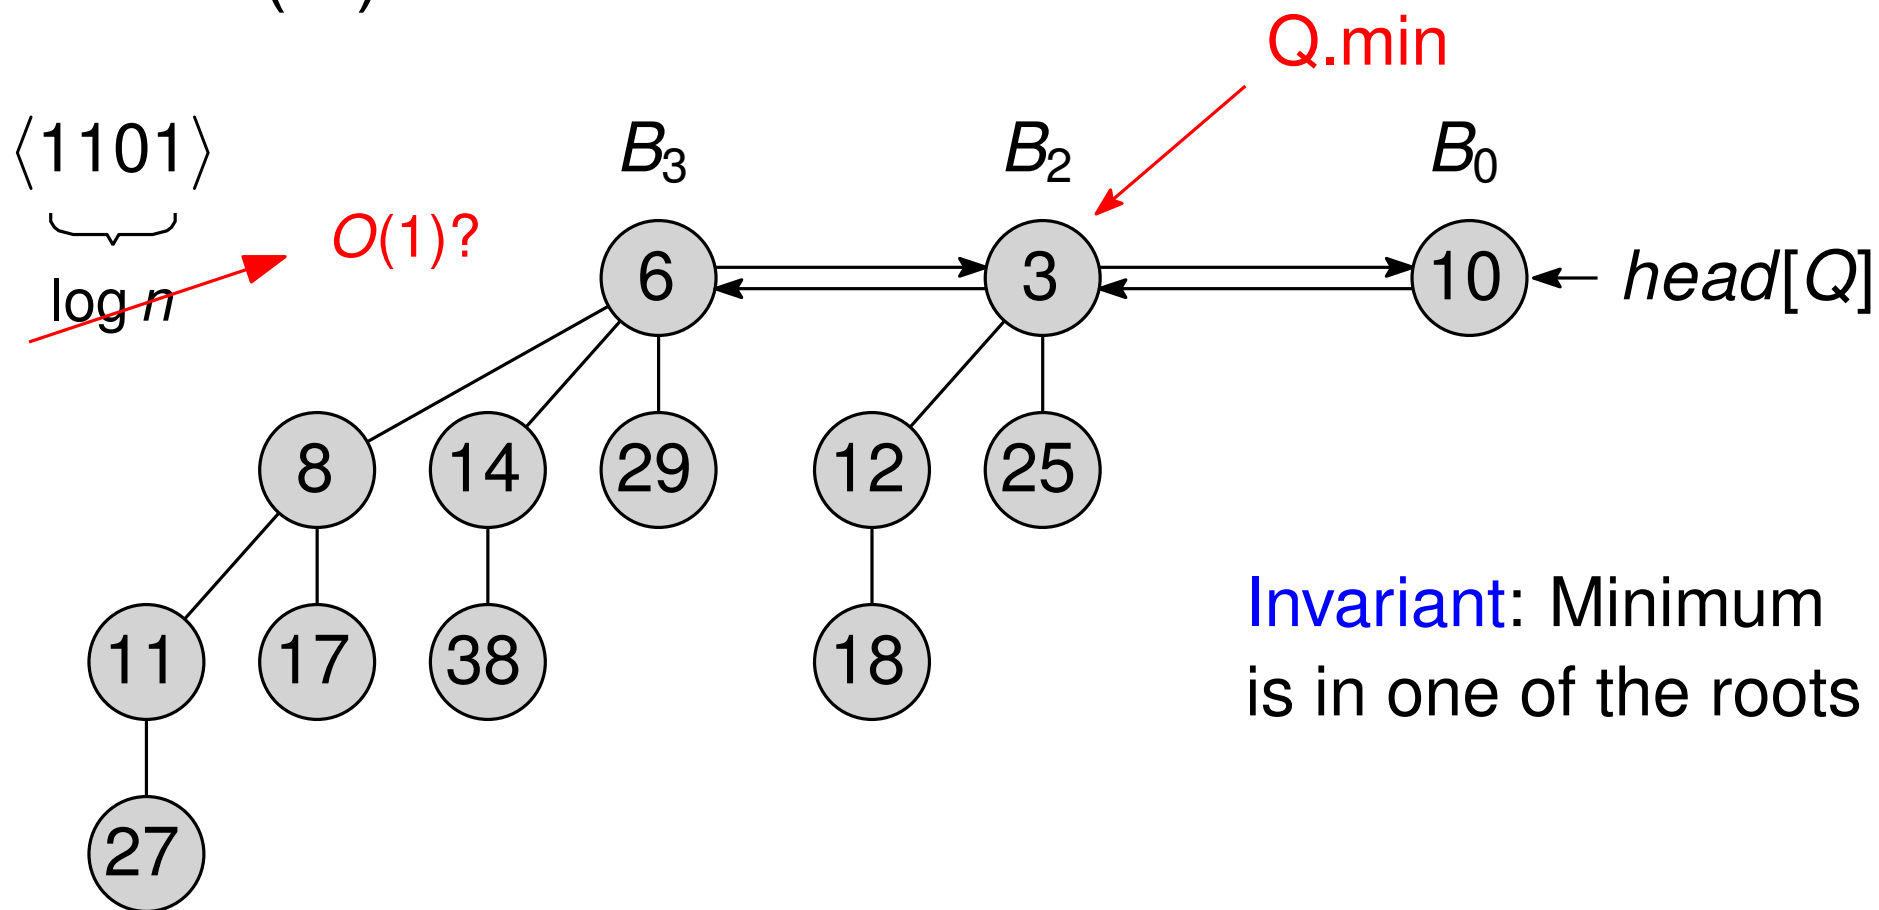 Q.min
⟨1101⟩
B₃ B₂ B₀
O(1)?
log n
6 3 10 head[Q]
8 14 29 12 25
11 17 38 18
Invariant: Minimum
is in one of the roots
27